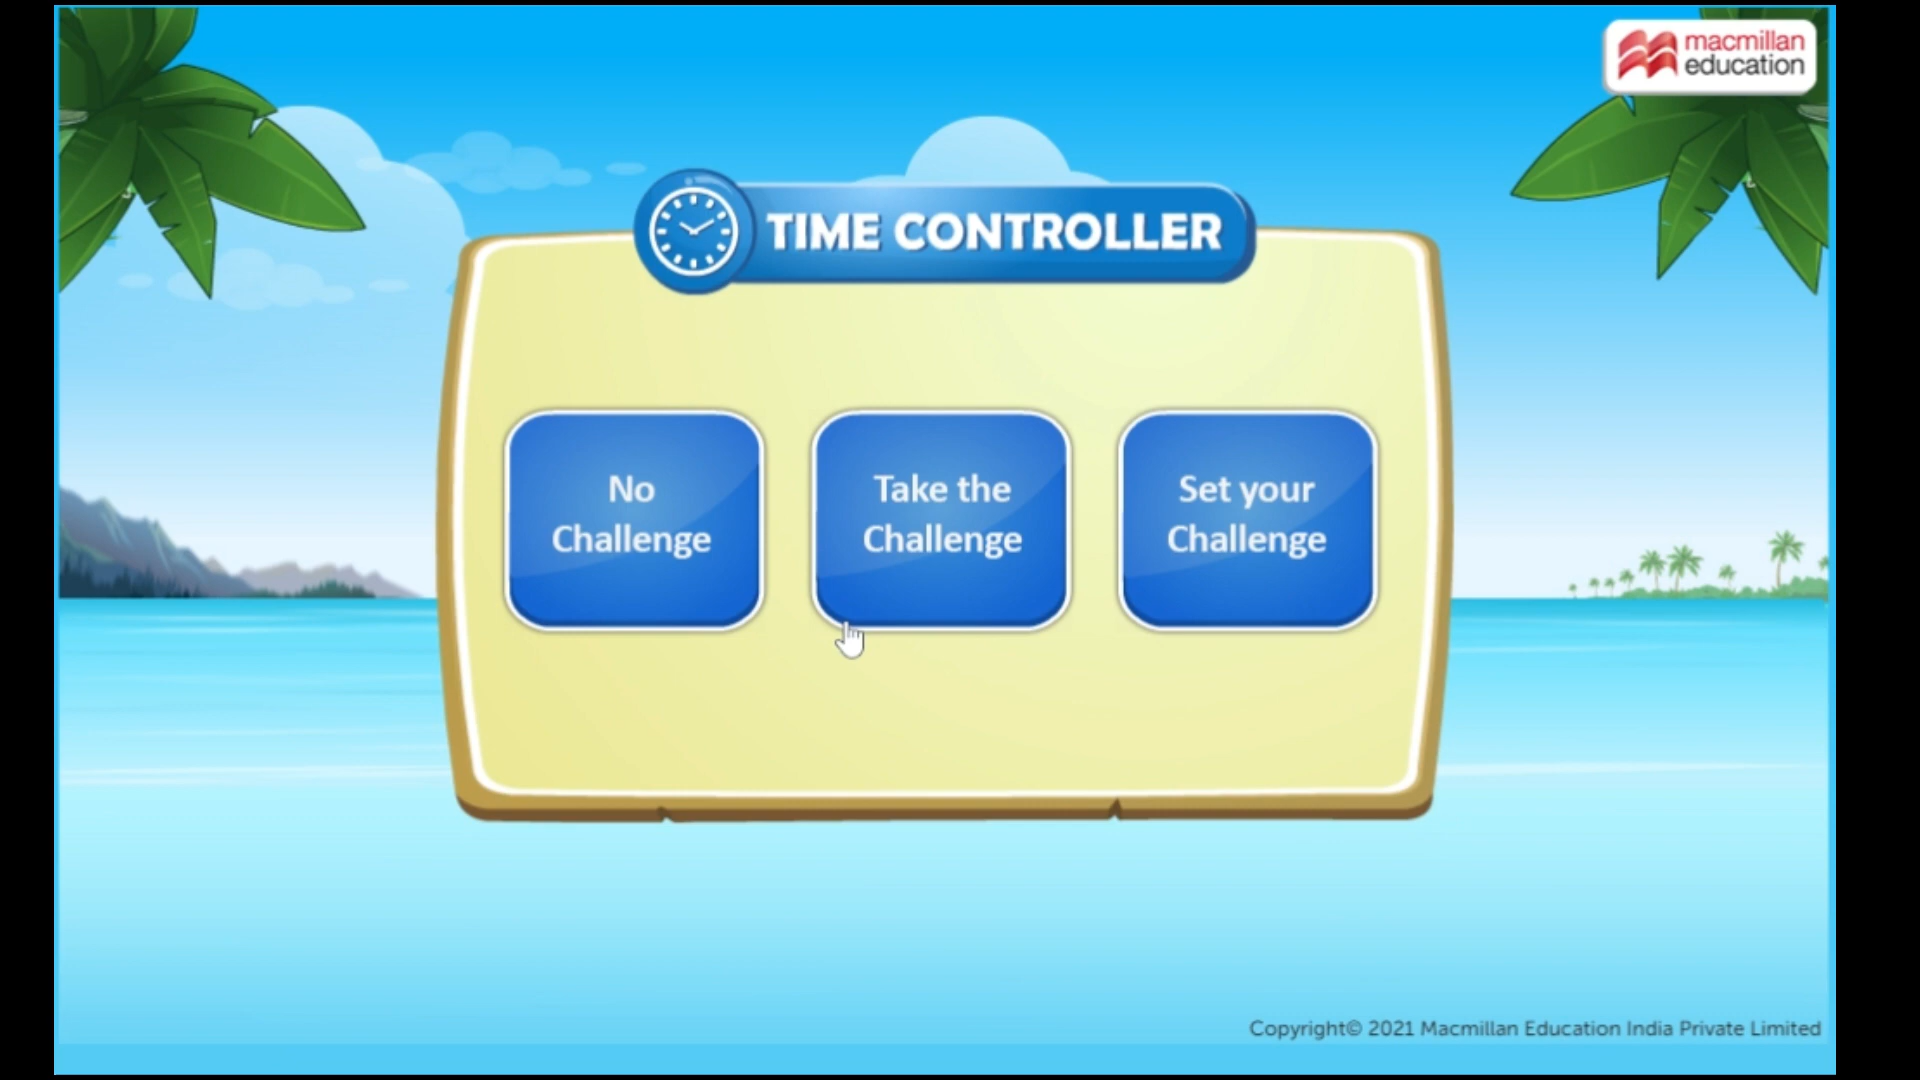 macmillan
education
TIME CONTROLLER
No
Challenge
Take the
Challenge
Set your
Challenge
Copyright© 2021 Macmillan Education India Private Limited